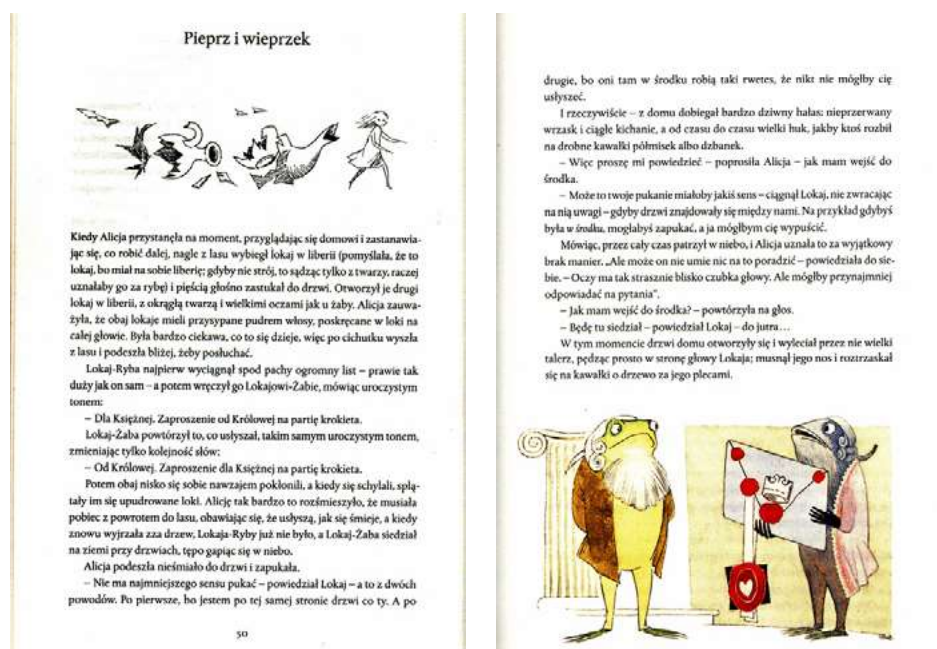 Pieprz i wieprzek
Kiedy Alicja przystanęła na moment, przyglądając się domowi i zastanawia-
jąc się, co robić dalej, nagle z lasu wybiegł lokaj w liberii (pomyślała, że to
lokaj, bo miał na sobie liberię; gdyby nie strój, to sądząc tylko z twarzy, raczej
uznałaby go za rybę) i pięścią głośno zastukał do drzwi. Otworzył je drugi
lokaj w liberii, z okrągłą twarzą i wielkimi oczami jak u żaby. Alicja zauwa-
żyła, że obaj lokaje mieli przysypane pudrem włosy, poskręcane w loki na
całej głowie. Była bardzo ciekawa, co to się dzieje, więc po cichutku wyszła
z lasu i podeszła bliżej, żeby posłuchać.
Lokaj-Ryba najpierw wyciągnął spod pachy ogromny list – prawie tak
duży jak on sam – a potem wręczył go Lokajowi-Żabie, mówiąc uroczystym
tonem:
– Dla Księżnej. Zaproszenie od Królowej na partię krokieta.
Lokaj-Żaba powtórzył to, co usłyszał, takim samym uroczystym tonem,
zmieniając tylko kolejność słów:
– Od Królowej. Zaproszenie dla Księżnej na partię krokieta.
Potem obaj nisko się sobie nawzajem pokłonili, a kiedy się schylali, splą-
tały im się upudrowane loki. Alicję tak bardzo to rozśmieszyło, że musiała
pobiec z powrotem do lasu, obawiając się, że usłyszą, jak się śmieje, a kiedy
znowu wyjrzała zza drzew, Lokaja-Ryby już nie było, a Lokaj-Żaba siedział
na ziemi przy drzwiach, tępo gapiąc się w niebo.
Alicja podeszła nieśmiało do drzwi i zapukała.
– Nie ma najmniejszego sensu pukać – powiedział Lokaj – a to z dwóch
powodów. Po pierwsze, bo jestem po tej samej stronie drzwi co ty. A po
50
drugie, bo oni tam w środku robią taki rwetes, że nikt nie mógłby cię
usłyszeć.
I rzeczywiście – z domu dobiegał bardzo dziwny hałas: nieprzerwany
wrzask i ciągłe kichanie, a od czasu do czasu wielki huk, jakby ktoś rozbił
na drobne kawałki półmisek albo dzbanek.
– Więc proszę mi powiedzieć – poprosiła Alicja – jak mam wejść do
środka.
– Może to twoje pukanie miałoby jakiś sens – ciągnął Lokaj, nie zwracając
na nią uwagi – gdyby drzwi znajdowały się między nami. Na przykład gdybyś
była w środku, mogłabyś zapukać, a ja mógłbym cię wypuścić.
Mówiąc, przez cały czas patrzył w niebo, i Alicja uznała to za wyjątkowy
brak manier. „Ale może on nie umie nic na to poradzić – powiedziała do sie-
bie. – Oczy ma tak strasznie blisko czubka głowy. Ale mógłby przynajmniej
odpowiadać na pytania”.
– Jak mam wejść do środka? – powtórzyła na głos.
– Będę tu siedział – powiedział Lokaj – do jutra…
W tym momencie drzwi domu otworzyły się i wyleciał przez nie wielki
talerz, pędząc prosto w stronę głowy Lokaja; musnął jego nos i roztrzaskał
się na kawałki o drzewo za jego plecami.